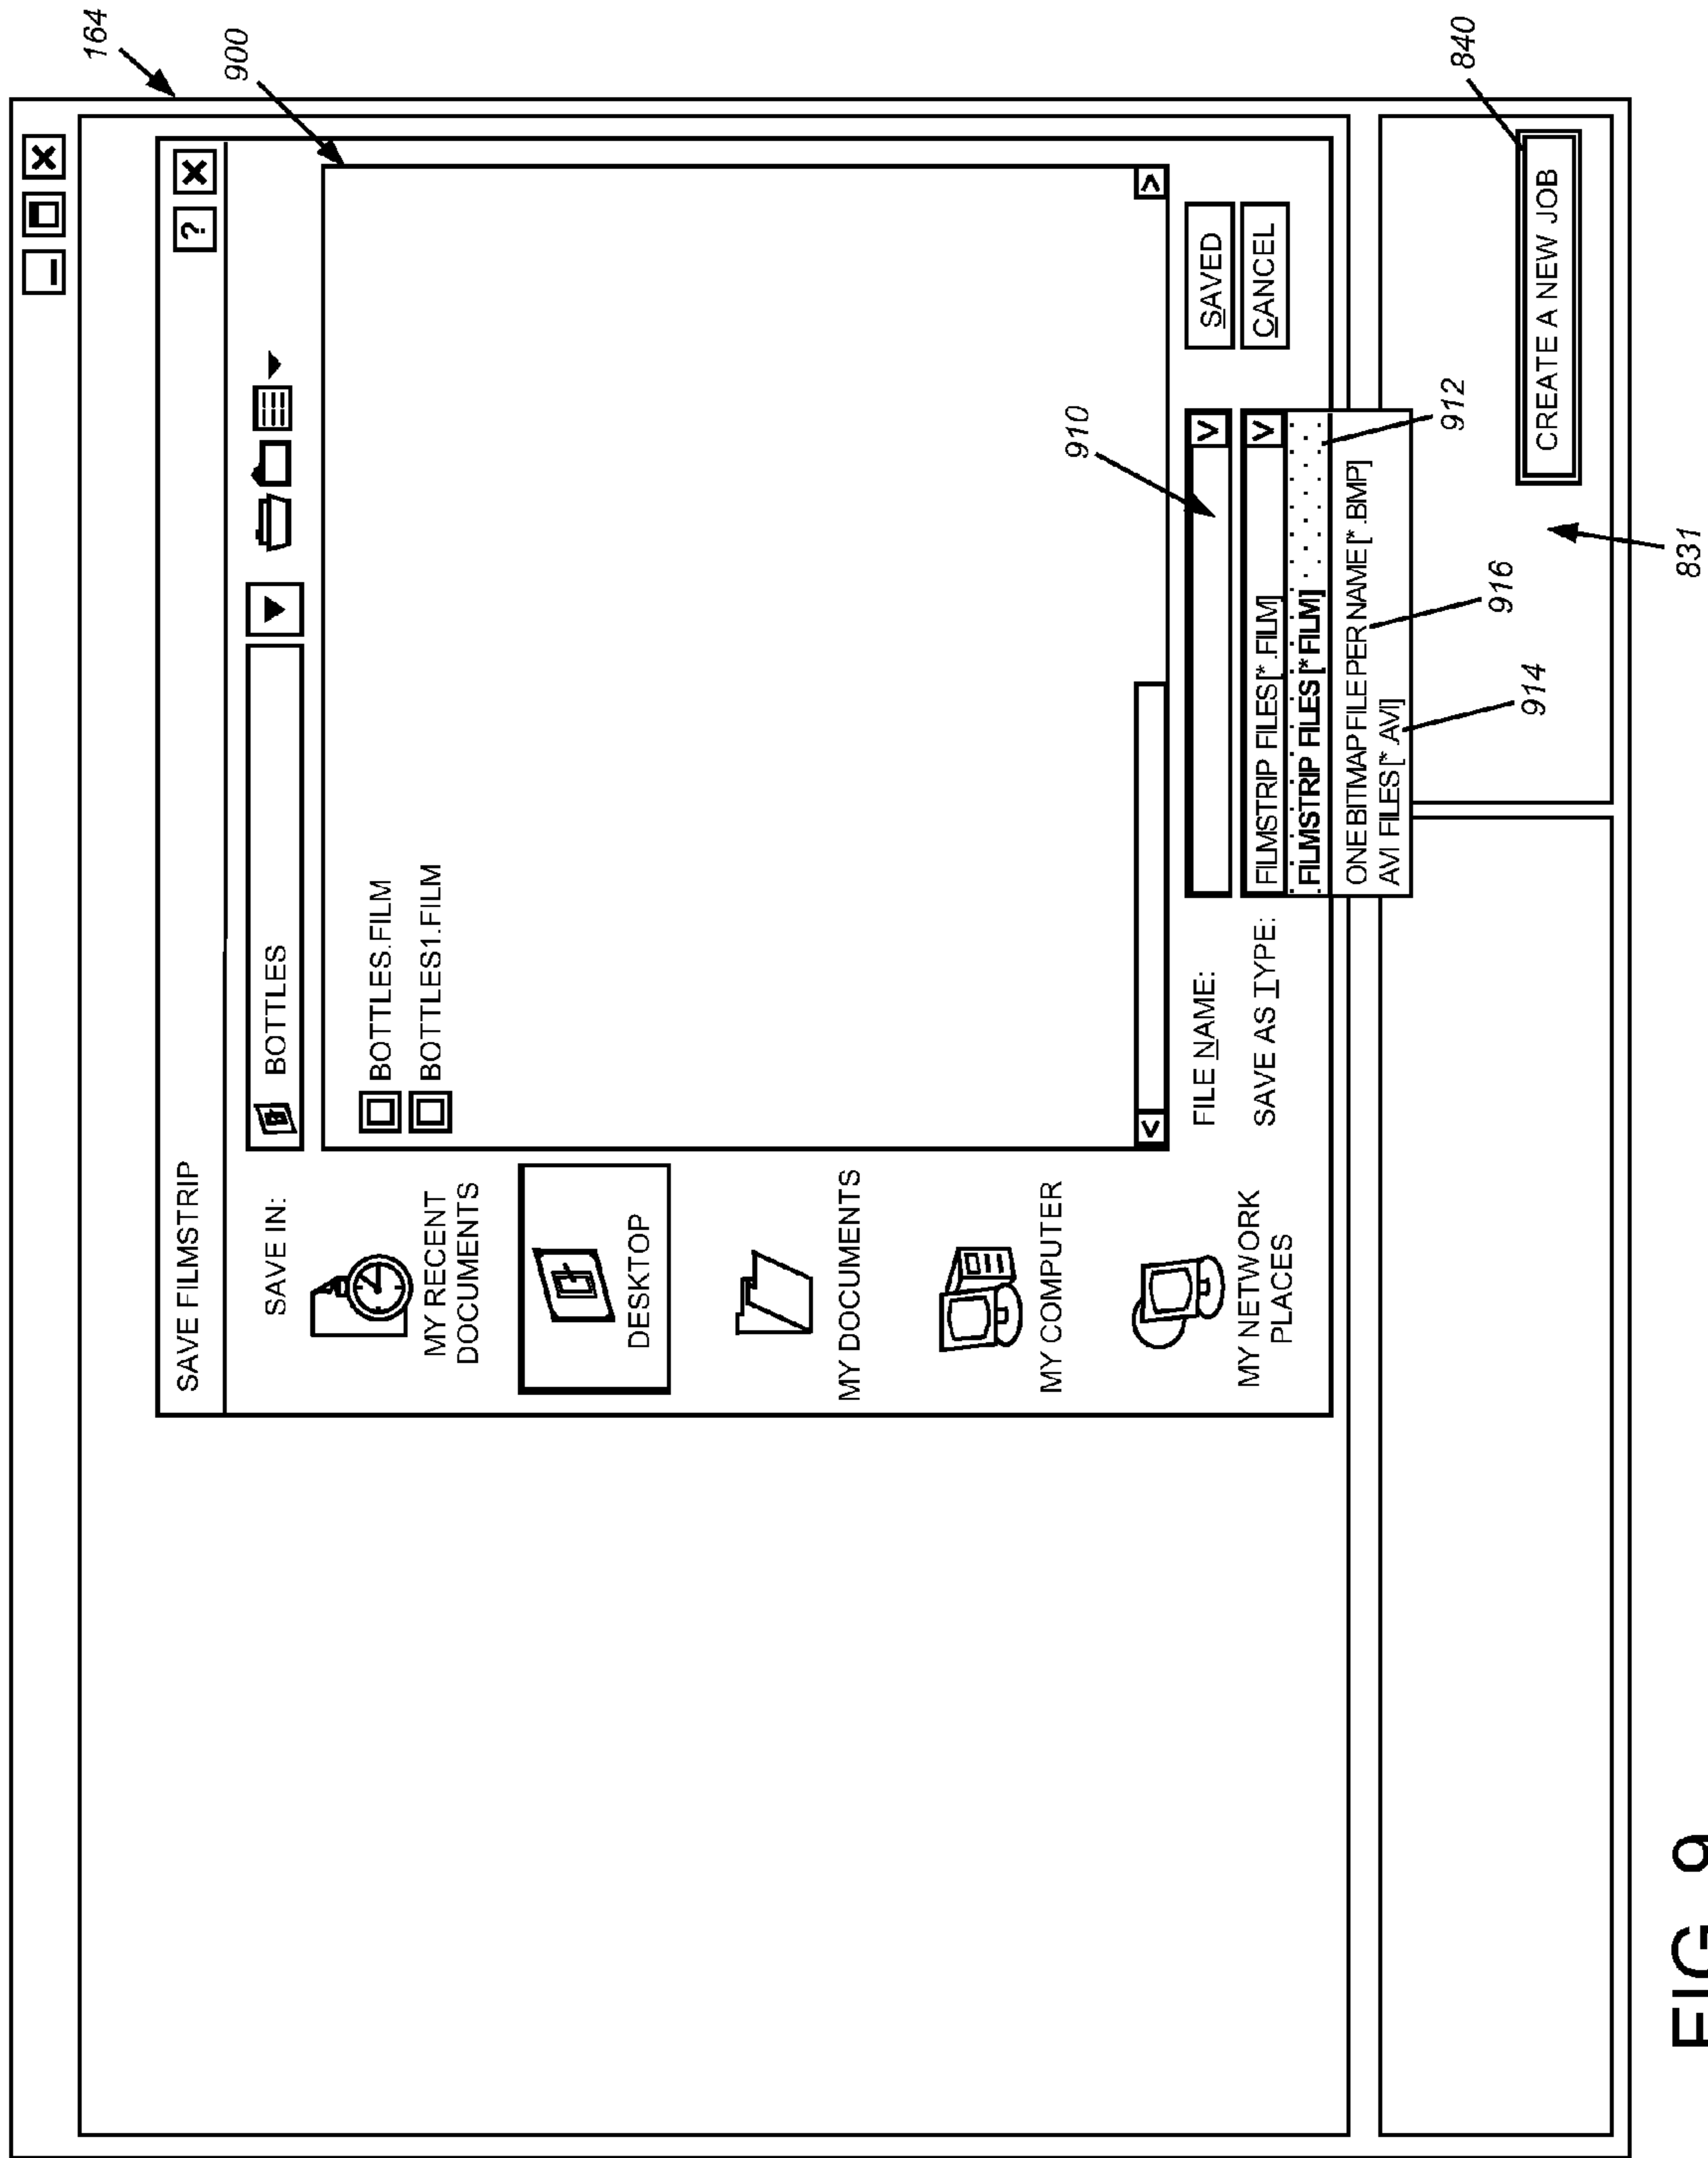 164
900
SAVE FILMSTRIP
?
SAVE IN:
BOTTLES
MY RECENT
DOCUMENTS
BOTTLES.FILM
BOTTLES1.FILM
DESKTOP
MY DOCUMENTS
MY COMPUTER
MY NETWORK
PLACES
910
FILE NAME:
SAVED
SAVE AS TYPE:
FILMSTRIP FILES [*.FILM]
CANCEL
FILMSTRIP FILES [*FILM]
ONE BITMAP FILE PER NAME [*.BMP]
AVI FILES [*.AVI]
912
916
914
840
CREATE A NEW JOB
831
FIG. 9